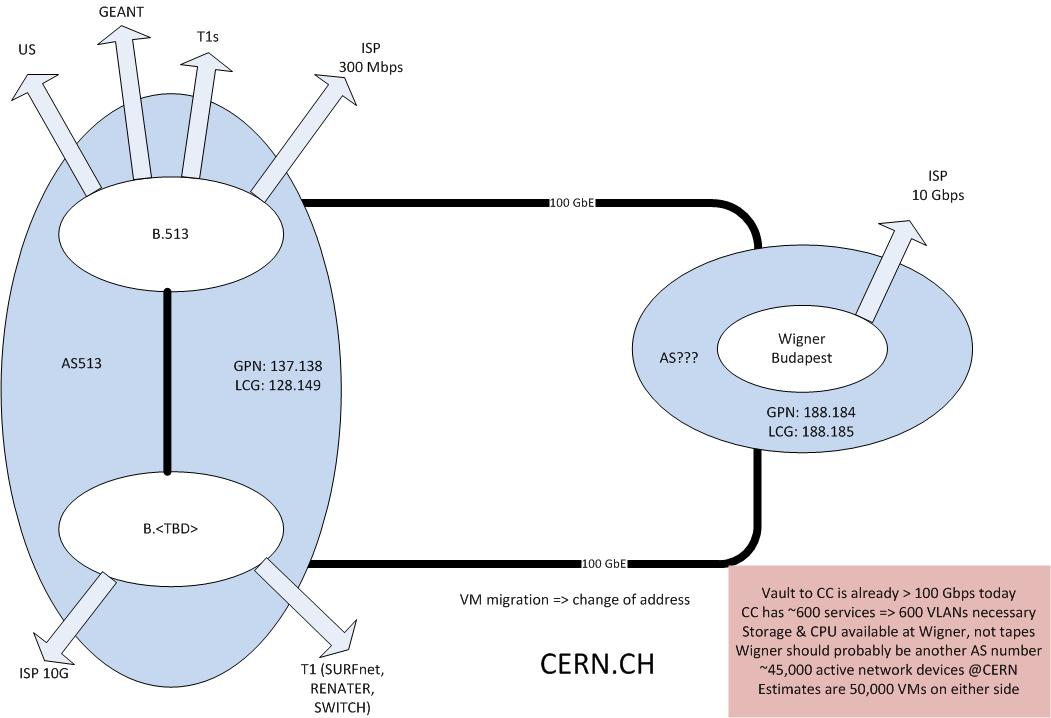 GEANT
US
T1s
ISP
300 Mbps
B.513
100 GbE
ISP
10 Gbps
AS513
GPN: 137.138
LCG: 128.149
AS???
Wigner
Budapest
GPN: 188.184
LCG: 188.185
B.<TBD>
100 GbE
ISP 10G
T1 (SURFnet,
RENATER,
SWITCH)
VM migration => change of address
CERN.CH
Vault to CC is already > 100 Gbps today
CC has ~600 services => 600 VLANs necessary
Storage & CPU available at Wigner, not tapes
Wigner should probably be another AS number
~45,000 active network devices @CERN
Estimates are 50,000 VMs on either side